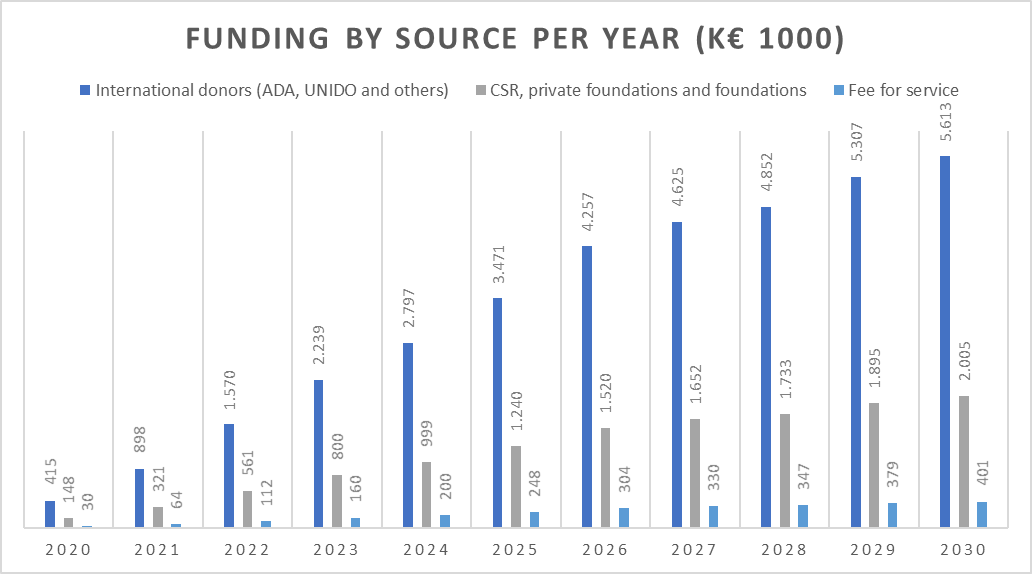 FUNDING BY SOURCE PER YEAR (K€ 1000)
International donors (ADA, UNIDO and others) CSR, private foundations and foundations Fee for service
415 148 30
898 321 64
1.570 561 112
2.239 800 160
2.797 999 200
3.471 1.240 248
4.257 1.520 304
4.625 1.652 330
4.852 1.733 347
5.307 1.895 379
5.613 2.005 401
2020 2021 2022 2023 2024 2025 2026 2027 2028 2029 2030